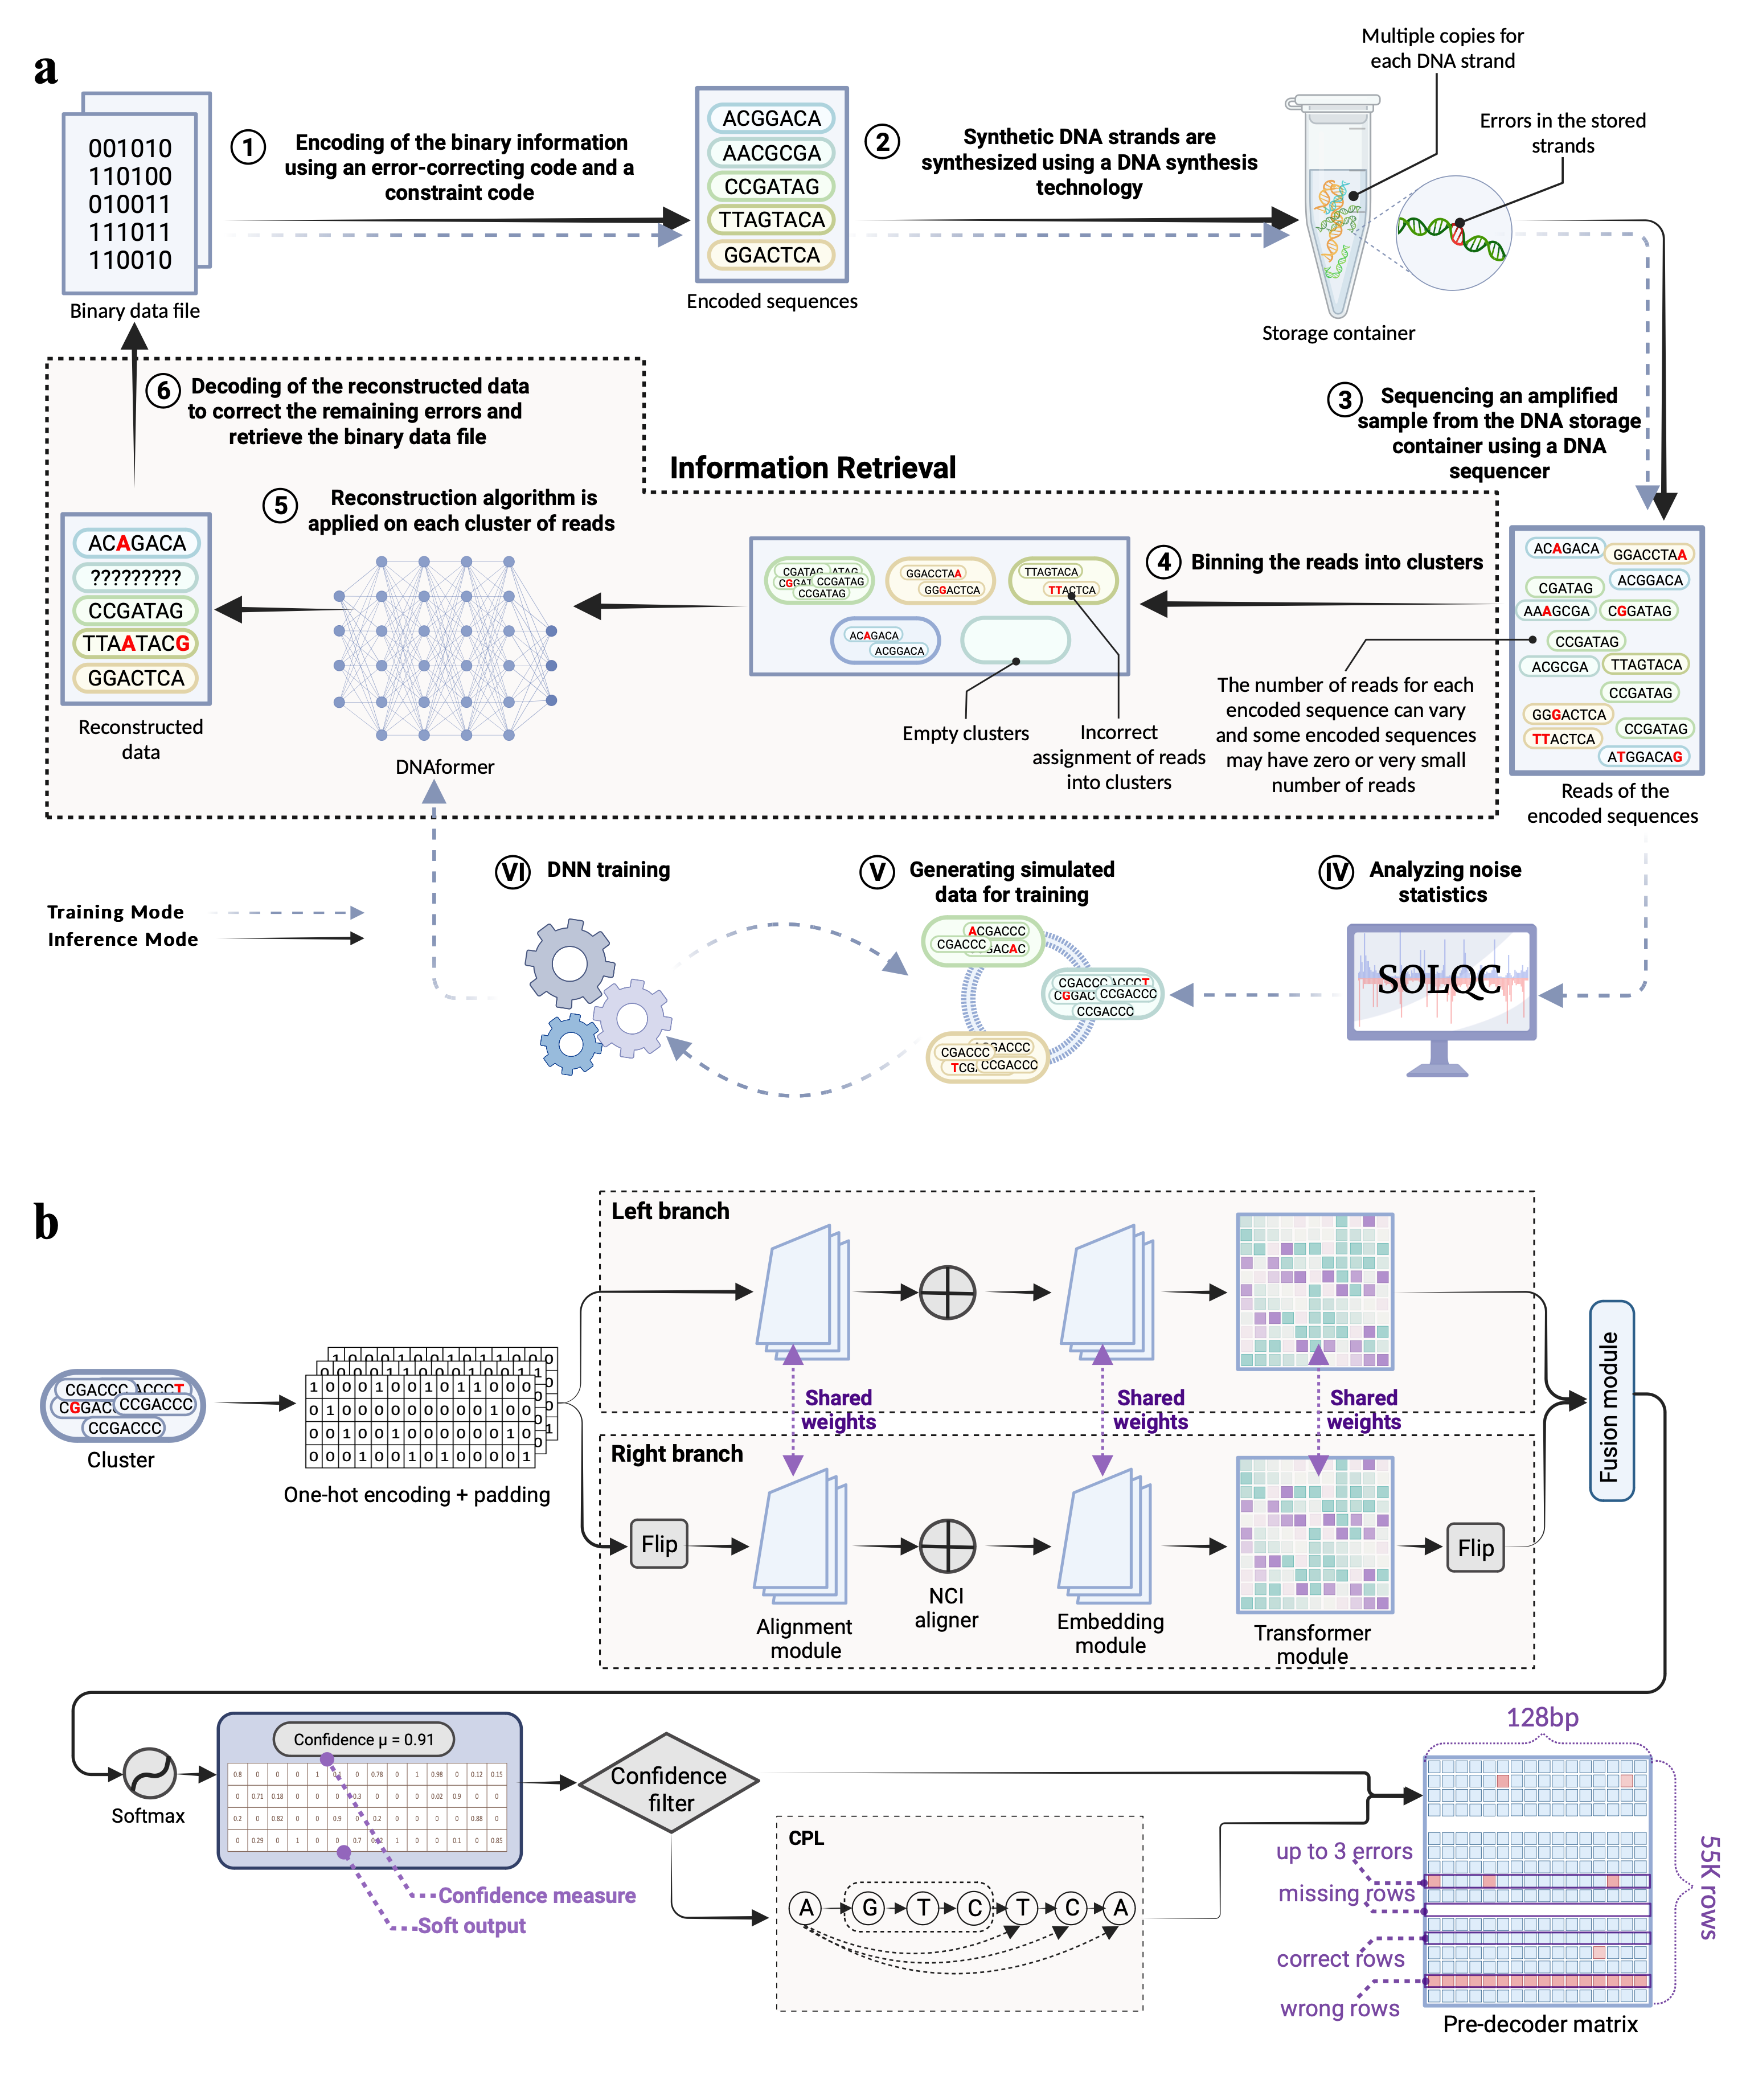 a
001010
110100
010011
111011
110010
Binary data file
1
Encoding of the binary information
using an error-correcting code and a
constraint code
ACGGACA
AACGCGA
CCGATAG
TTAGTACA
GGACTCA
Encoded sequences
2
Synthetic DNA strands are
synthesized using a DNA synthesis
technology
Multiple copies for
each DNA strand
Errors in the stored
strands
Storage container
3
Sequencing an amplified
sample from the DNA storage
container using a DNA
sequencer
6
Decoding of the reconstructed data
to correct the remaining errors and
retrieve the binary data file
Information Retrieval
5
Reconstruction algorithm is
applied on each cluster of reads
ACAGACA
?????????
CCGATAG
TTAATACG
GGACTCA
Reconstructed
data
DNAformer
CGATAG ATAG
CGGAT CCGATAG
CCGATAG
GGACCTAA
GGGACTCA
TTAGTACA
TTACTCA
ACAGACA
ACGGACA
Empty clusters
Incorrect
assignment of reads
into clusters
4
Binning the reads into clusters
The number of reads for each
encoded sequence can vary
and some encoded sequences
may have zero or very small
number of reads
ACAGACA
GGACCTAA
CGATAG
ACGGACA
AAAGCGA
CGGATAG
CCGATAG
ACGCGA
TTAGTACA
CCGATAG
GGGACTCA
CCGATAG
TTACTCA
ATGGACAG
Reads of the
encoded sequences
Training Mode
Inference Mode
VI
DNN training
V
Generating simulated
data for training
ACGACCC
CGACCC GACAC
CGACCC ACCCT
CGGAC CCGACCC
CCGACCC
CGACCC CGACCC
TCG CCGACCC
IV
Analyzing noise
statistics
SOLQC
b
Left branch
CGACCC ACCCT
CGGAC CCGACCC
CCGACCC
Cluster
1 0 0 0 1 0 0 1 0 1 1 0 0 0
0 1 0 0 0 0 0 0 0 0 0 1 0 0
0 0 1 0 0 1 0 0 0 0 0 0 1 0
0 0 0 1 0 0 1 0 1 0 0 0 0 1
One-hot encoding + padding
Shared
weights
Shared
weights
Shared
weights
Right branch
Flip
Flip
Alignment
module
NCI
aligner
Embedding
module
Transformer
module
Fusion module
Softmax
Confidence μ = 0.91
0.8 0 0 0 1 0.1 0 0.78 0 1 0.98 0 0.12 0.15
0 0.71 0.18 0 0 0 0.3 0 0 0 0.02 0.9 0 0
0.2 0 0.82 0 0 0.9 0 0.2 0 0 0 0 0.88 0
0 0.29 0 1 0 0 0.7 0.02 1 0 0 0.1 0 0.85
Confidence measure
Soft output
Confidence
filter
CPL
A G T C T C A
128bp
55K rows
up to 3 errors
missing rows
correct rows
wrong rows
Pre-decoder matrix